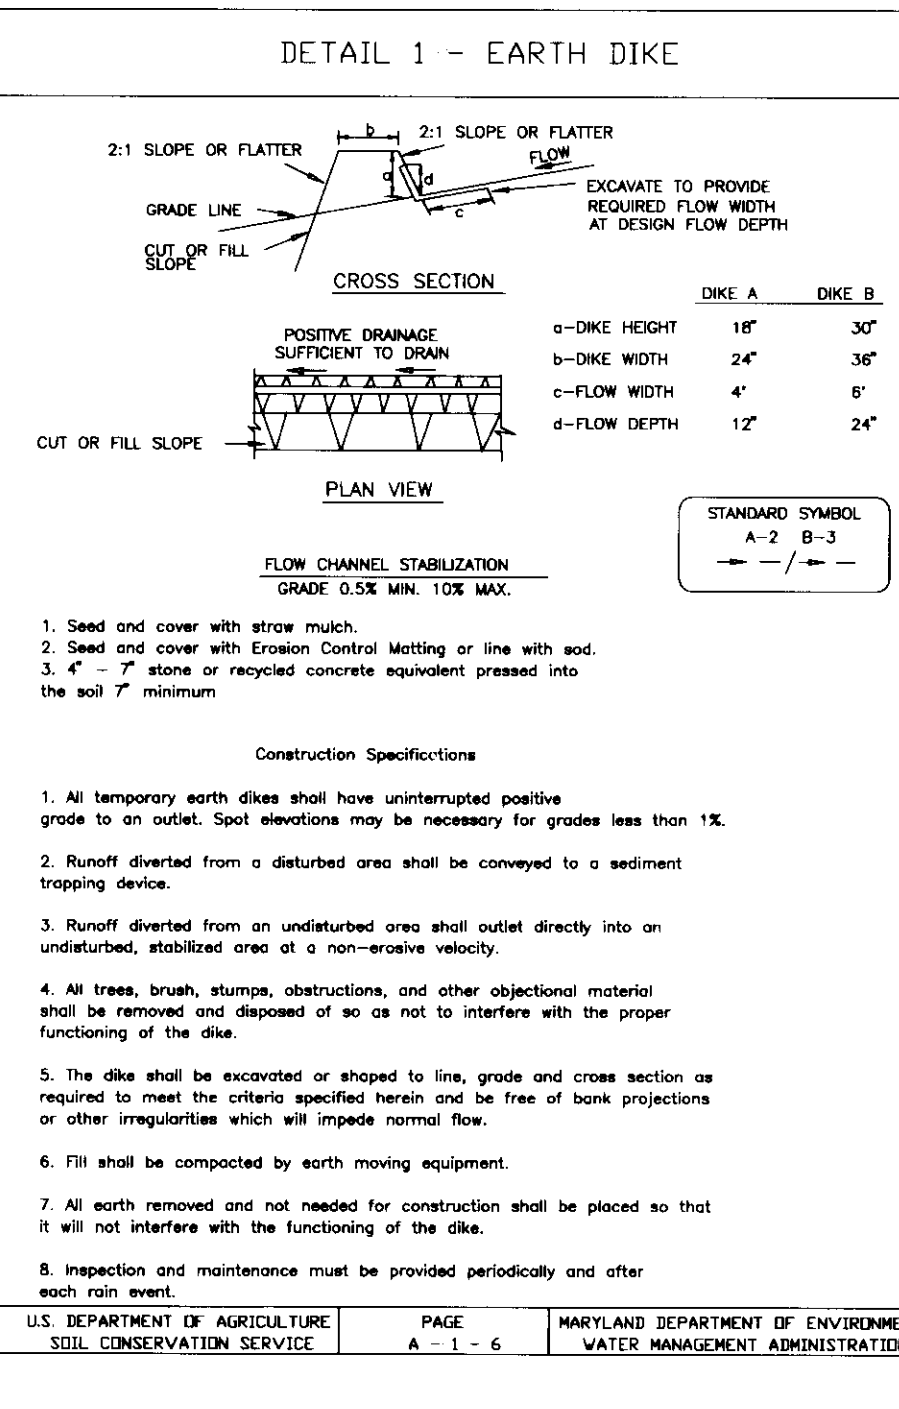 DETAIL 1 - EARTH DIKE
b
2:1 SLOPE OR FLATTER
2:1 SLOPE OR FLATTER
FLOW
a
d
EXCAVATE TO PROVIDE
REQUIRED FLOW WIDTH
AT DESIGN FLOW DEPTH
GRADE LINE
c
CUT OR FILL
SLOPE
CROSS SECTION
DIKE A DIKE B
a-DIKE HEIGHT 18" 30"
b-DIKE WIDTH 24" 36"
c-FLOW WIDTH 4' 6'
d-FLOW DEPTH 12" 24"
POSITIVE DRAINAGE
SUFFICIENT TO DRAIN
CUT OR FILL SLOPE
PLAN VIEW
STANDARD SYMBOL
A-2 B-3
FLOW CHANNEL STABILIZATION
GRADE 0.5% MIN. 10% MAX.
1. Seed and cover with straw mulch.
2. Seed and cover with Erosion Control Matting or line with sod.
3. 4" - 7" stone or recycled concrete equivalent pressed into
the soil 7" minimum
Construction Specifications
1. All temporary earth dikes shall have uninterrupted positive
grade to an outlet. Spot elevations may be necessary for grades less than 1%.
2. Runoff diverted from a disturbed area shall be conveyed to a sediment
trapping device.
3. Runoff diverted from an undisturbed area shall outlet directly into an
undisturbed, stabilized area at a non-erosive velocity.
4. All trees, brush, stumps, obstructions, and other objectional material
shall be removed and disposed of so as not to interfere with the proper
functioning of the dike.
5. The dike shall be excavated or shaped to line, grade and cross section as
required to meet the criteria specified herein and be free of bank projections
or other irregularities which will impede normal flow.
6. Fill shall be compacted by earth moving equipment.
7. All earth removed and not needed for construction shall be placed so that
it will not interfere with the functioning of the dike.
8. Inspection and maintenance must be provided periodically and after
each rain event.
U.S. DEPARTMENT OF AGRICULTURE
SOIL CONSERVATION SERVICE
PAGE
A - 1 - 6
MARYLAND DEPARTMENT OF ENVIRONME
WATER MANAGEMENT ADMINISTRATIO